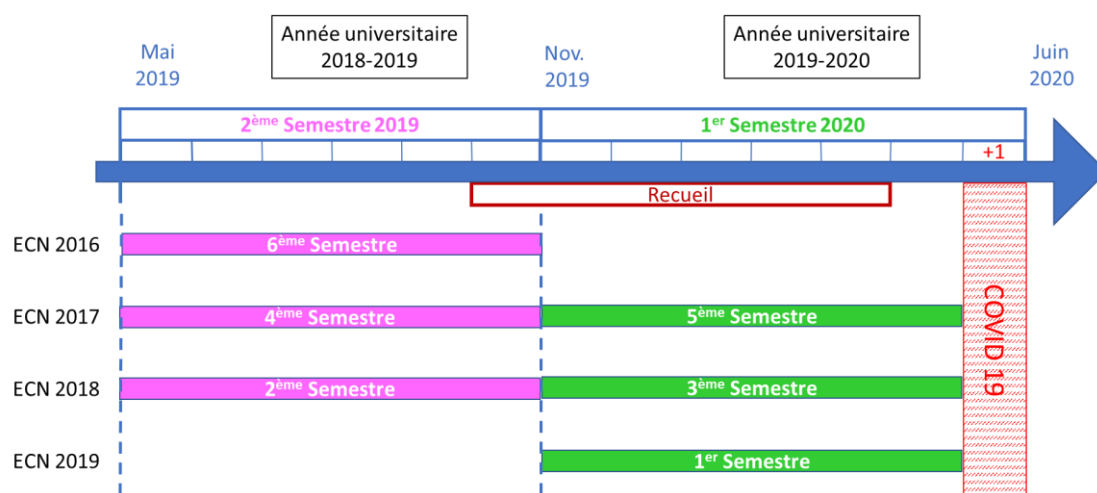 Mai
2019
Année universitaire
2018-2019
Nov.
2019
Année universitaire
2019-2020
Juin
2020
2ème Semestre 2019
1er Semestre 2020
+1
Recueil
ECN 2016
6ème Semestre
ECN 2017
4ème Semestre
5ème Semestre
ECN 2018
2ème Semestre
3ème Semestre
ECN 2019
1er Semestre
COVID 19